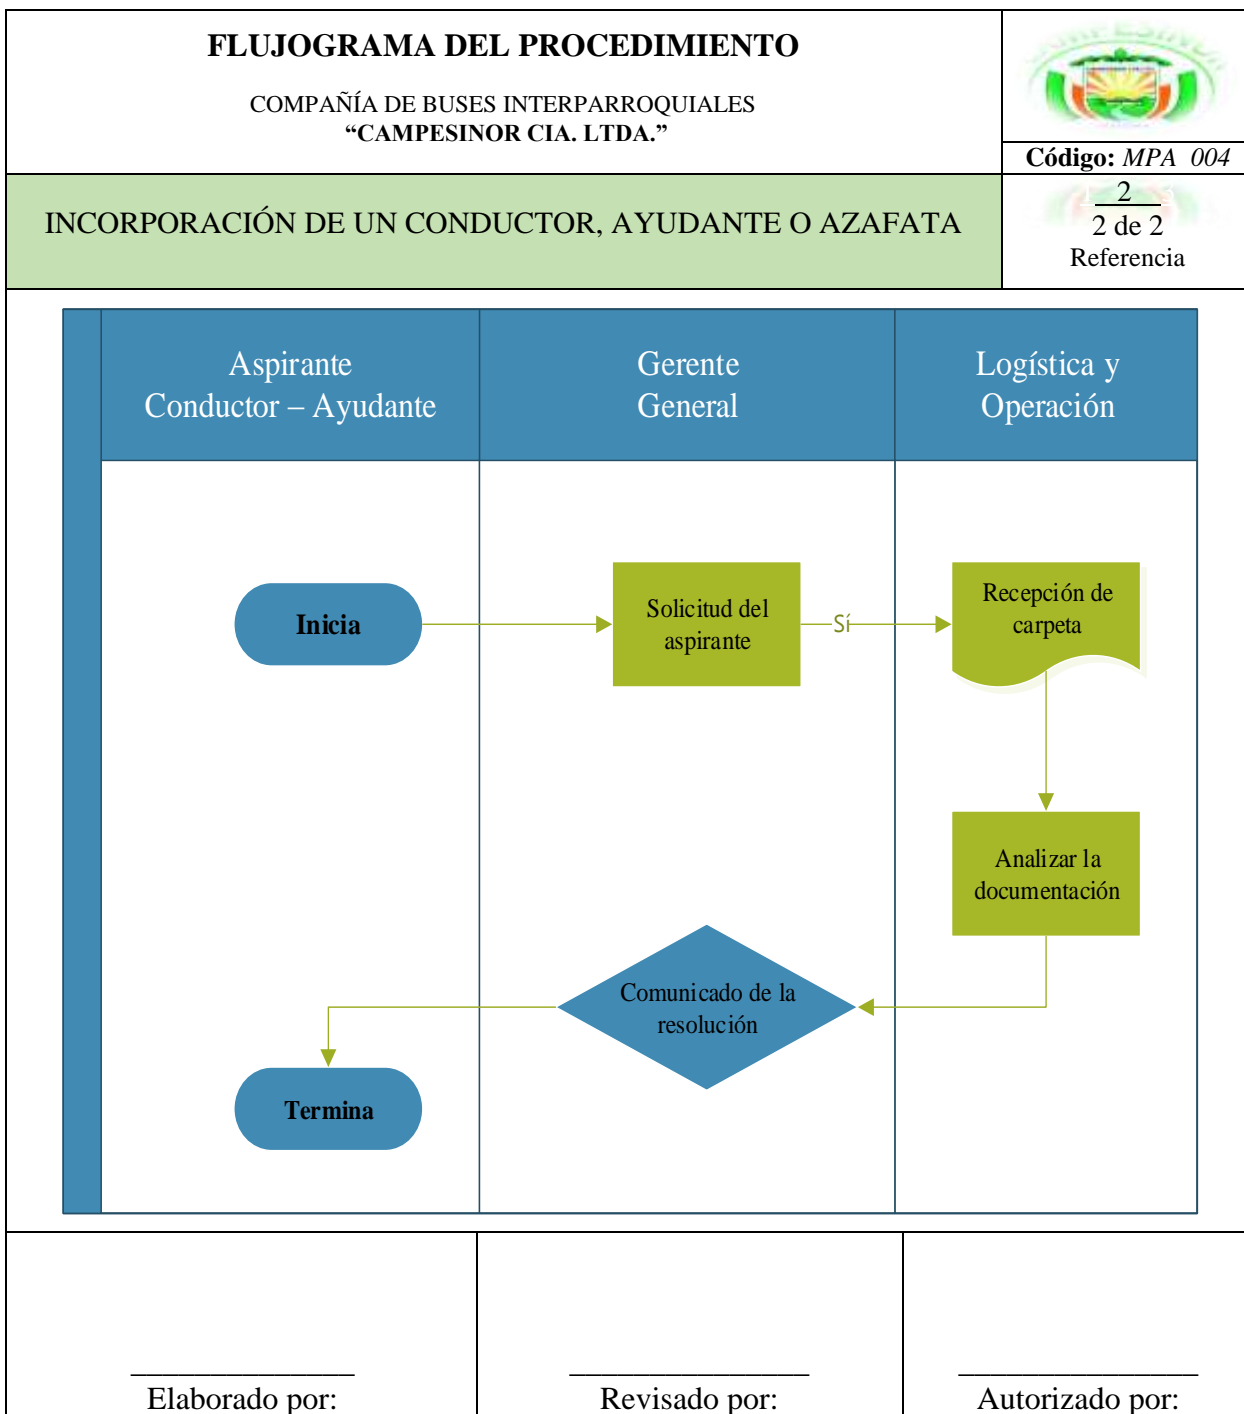 FLUJOGRAMA DEL PROCEDIMIENTO
COMPAÑÍA DE BUSES INTERPARROQUIALES
“CAMPESINOR CIA. LTDA.”
Código: MPA 004
INCORPORACIÓN DE UN CONDUCTOR, AYUDANTE O AZAFATA
2
2 de 2
Referencia
Aspirante
Conductor – Ayudante
Gerente
General
Logística y
Operación
Inicia
Solicitud del
aspirante
Sí
Recepción de
carpeta
Analizar la
documentación
Comunicado de la
resolución
Termina
Elaborado por:
Revisado por:
Autorizado por: